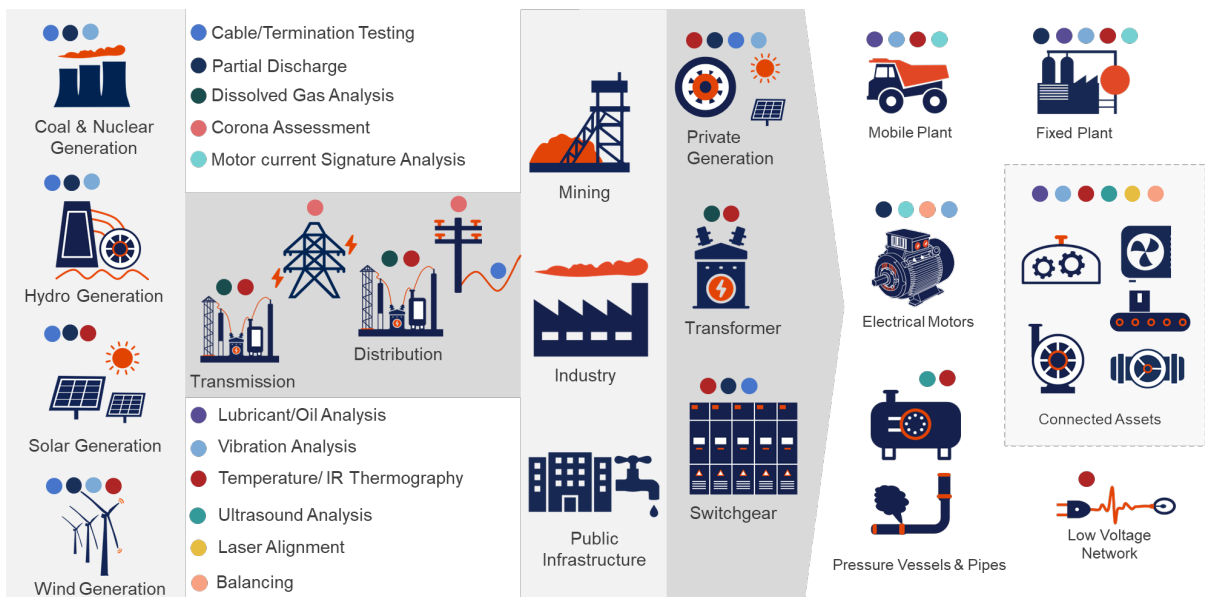 Coal & Nuclear
Generation
Hydro Generation
Solar Generation
Wind Generation
Cable/Termination Testing
Partial Discharge
Dissolved Gas Analysis
Corona Assessment
Motor current Signature Analysis
Transmission
Distribution
Lubricant/Oil Analysis
Vibration Analysis
Temperature/ IR Thermography
Ultrasound Analysis
Laser Alignment
Balancing
Mining
Industry
Public
Infrastructure
Private
Generation
Transformer
Switchgear
Mobile Plant
Fixed Plant
Electrical Motors
Connected Assets
Pressure Vessels & Pipes
Low Voltage
Network